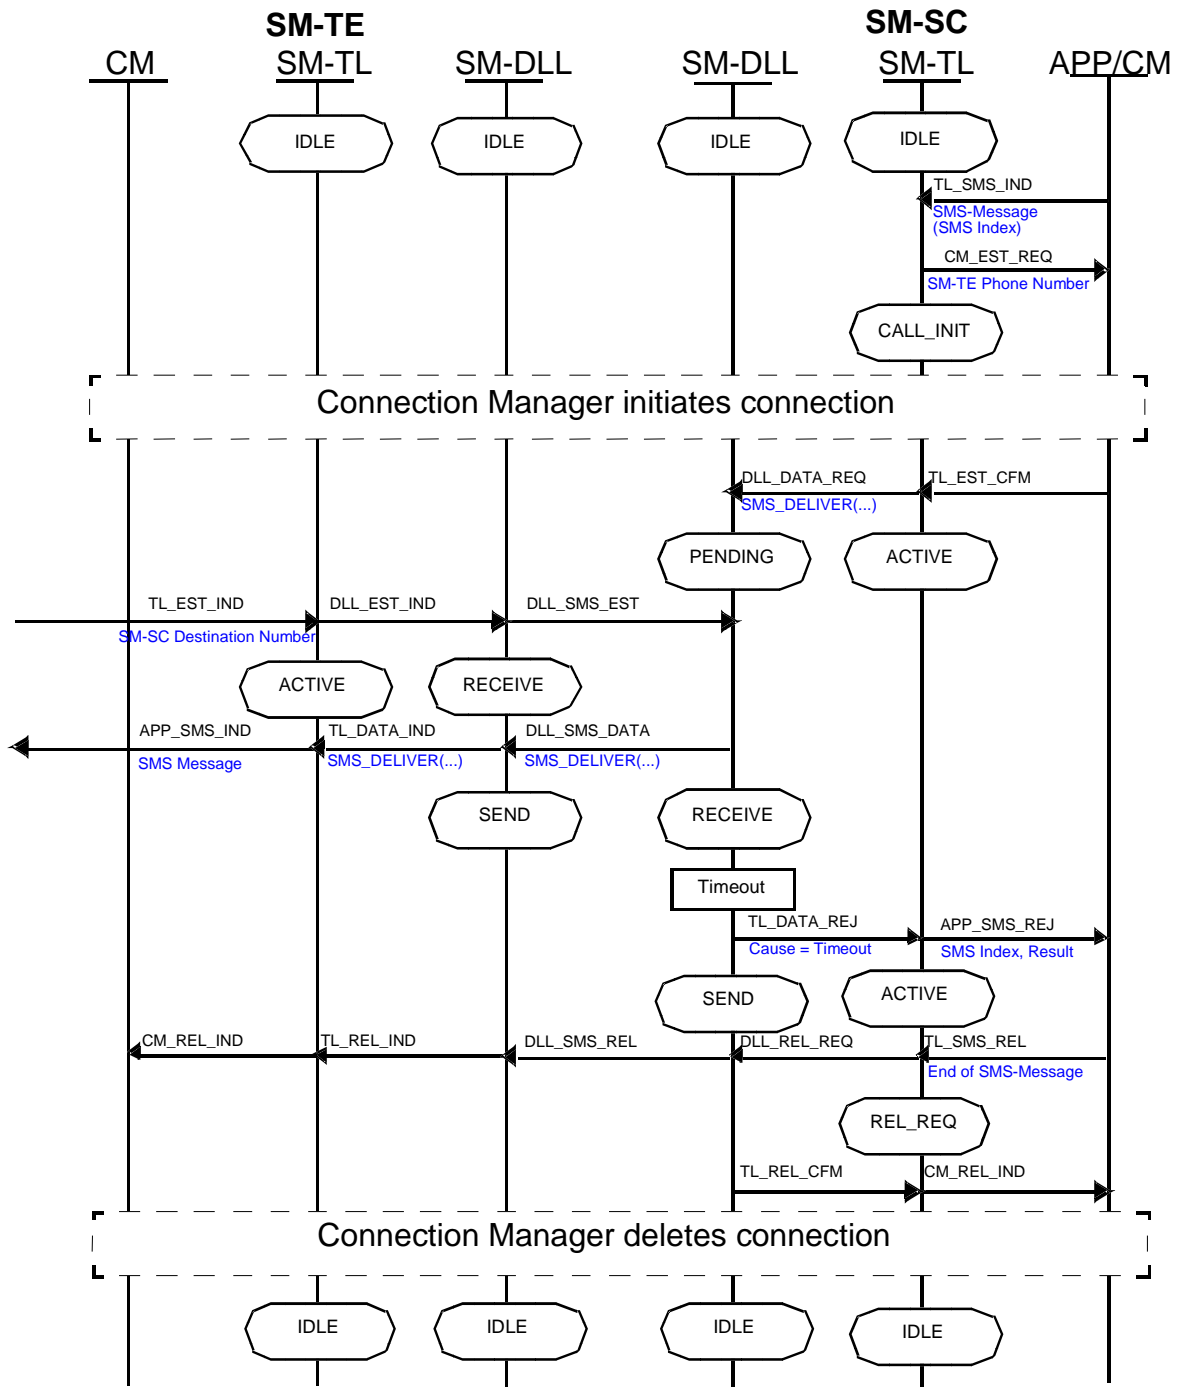 SM-TE
SM-SC
CM
SM-TL
SM-DLL
SM-DLL
SM-TL
APP/CM
IDLE
IDLE
IDLE
IDLE
TL_SMS_IND
SMS-Message
(SMS Index)
CM_EST_REQ
SM-TE Phone Number
CALL_INIT
Connection Manager initiates connection
DLL_DATA_REQ
TL_EST_CFM
SMS_DELIVER(...)
PENDING
ACTIVE
TL_EST_IND
DLL_EST_IND
DLL_SMS_EST
SM-SC Destination Number
ACTIVE
RECEIVE
APP_SMS_IND
TL_DATA_IND
DLL_SMS_DATA
SMS Message
SMS_DELIVER(...)
SMS_DELIVER(...)
SEND
RECEIVE
Timeout
TL_DATA_REJ
APP_SMS_REJ
Cause = Timeout
SMS Index, Result
SEND
ACTIVE
CM_REL_IND
TL_REL_IND
DLL_SMS_REL
DLL_REL_REQ
TL_SMS_REL
End of SMS-Message
REL_REQ
TL_REL_CFM
CM_REL_IND
Connection Manager deletes connection
IDLE
IDLE
IDLE
IDLE